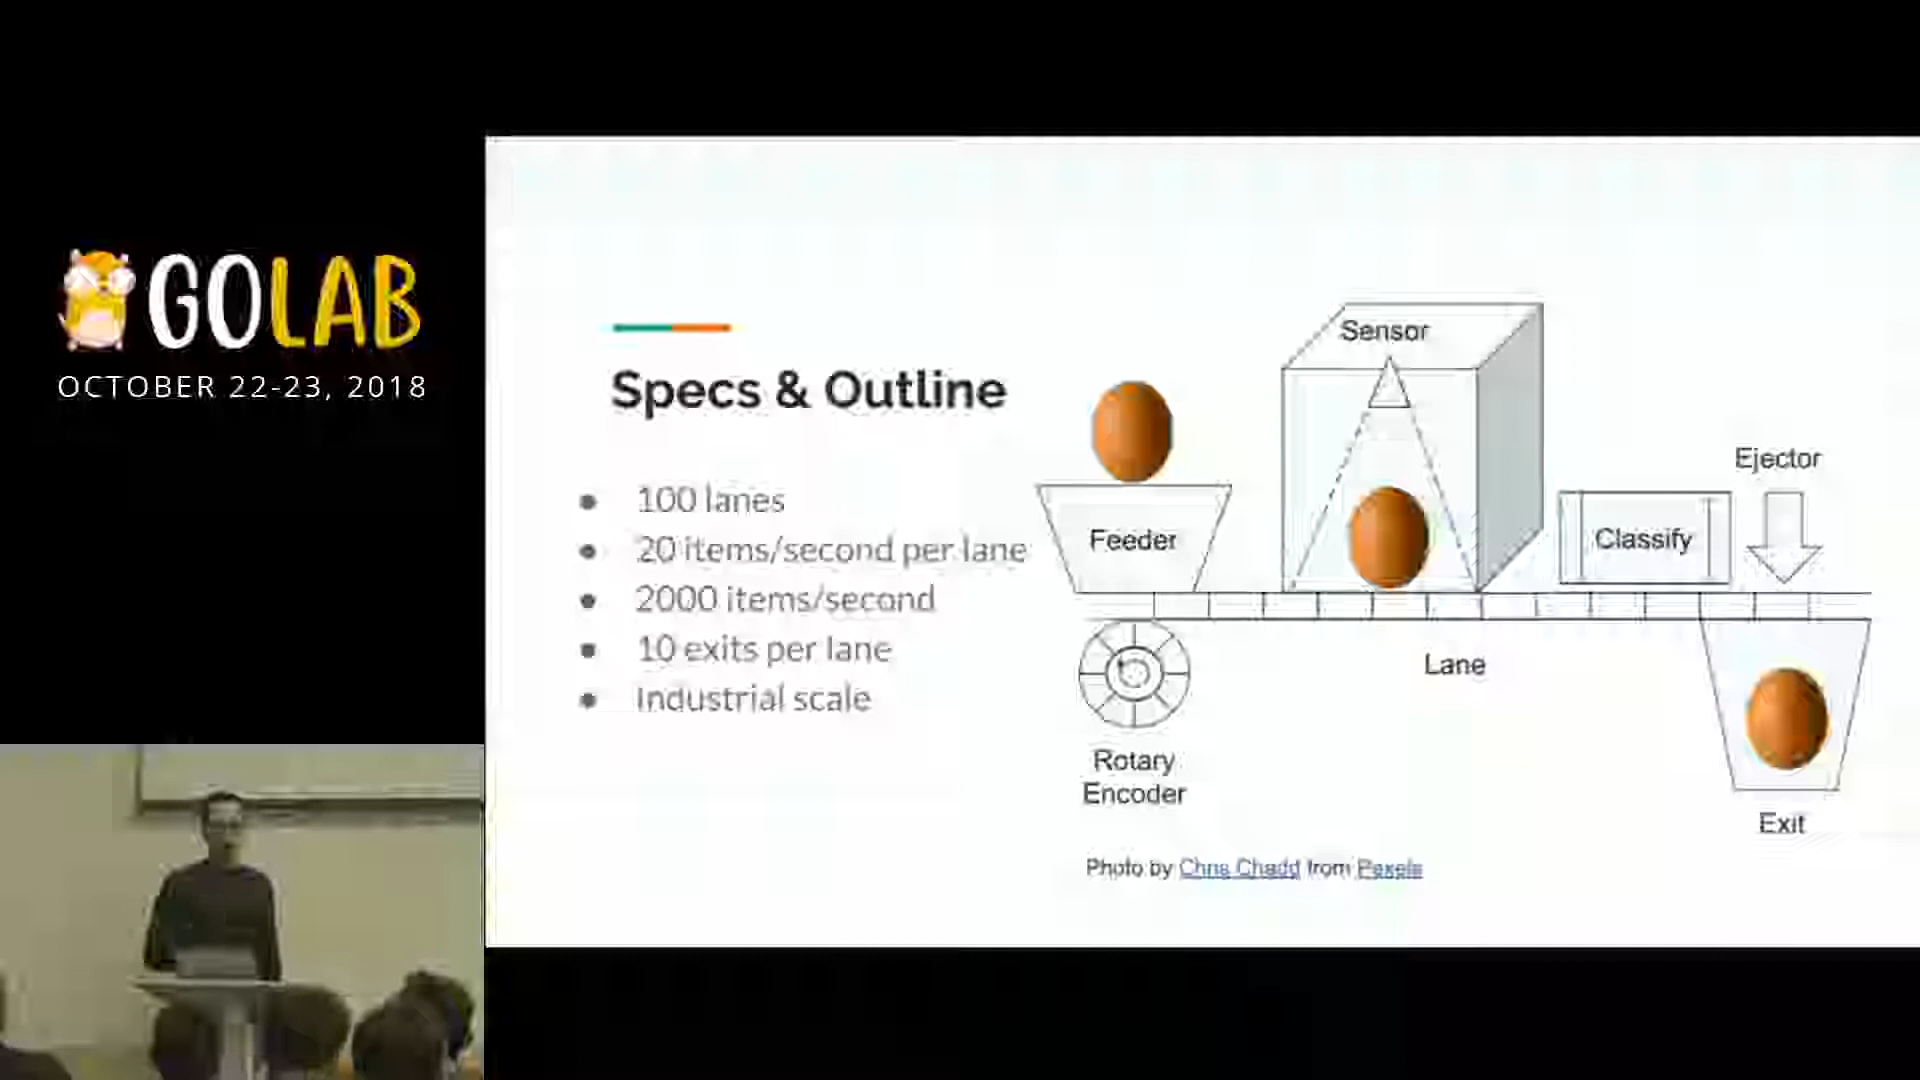 GOLAB
OCTOBER 22-23, 2018
Specs & Outline
100 lanes
20 items/second per lane
2000 items/second
10 exits per lane
Industrial scale
Sensor
Feeder
Classify
Ejector
Lane
Rotary
Encoder
Exit
Photo by Chris Chadd from Pexels